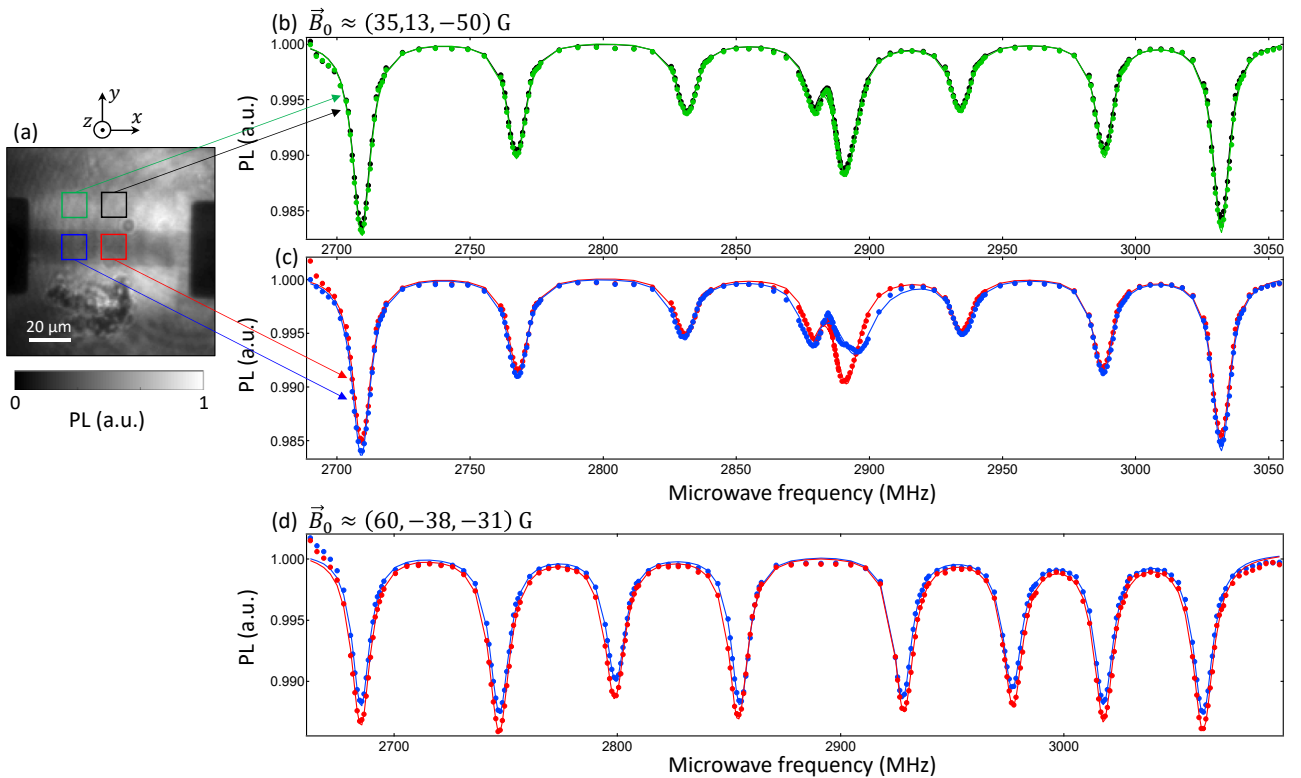 (a)
y
z
x
20 µm
0
1
PL (a.u.)
(b) B⃗₀ ≈ (35,13, −50) G
1.000
0.995
0.990
0.985
PL (a.u.)
2700
2750
2800
2850
2900
2950
3000
3050
(c)
1.000
0.995
0.990
0.985
PL (a.u.)
2700
2750
2800
2850
2900
2950
3000
3050
Microwave frequency (MHz)
(d) B⃗₀ ≈ (60, −38, −31) G
1.000
0.995
0.990
PL (a.u.)
2700
2800
2900
3000
Microwave frequency (MHz)